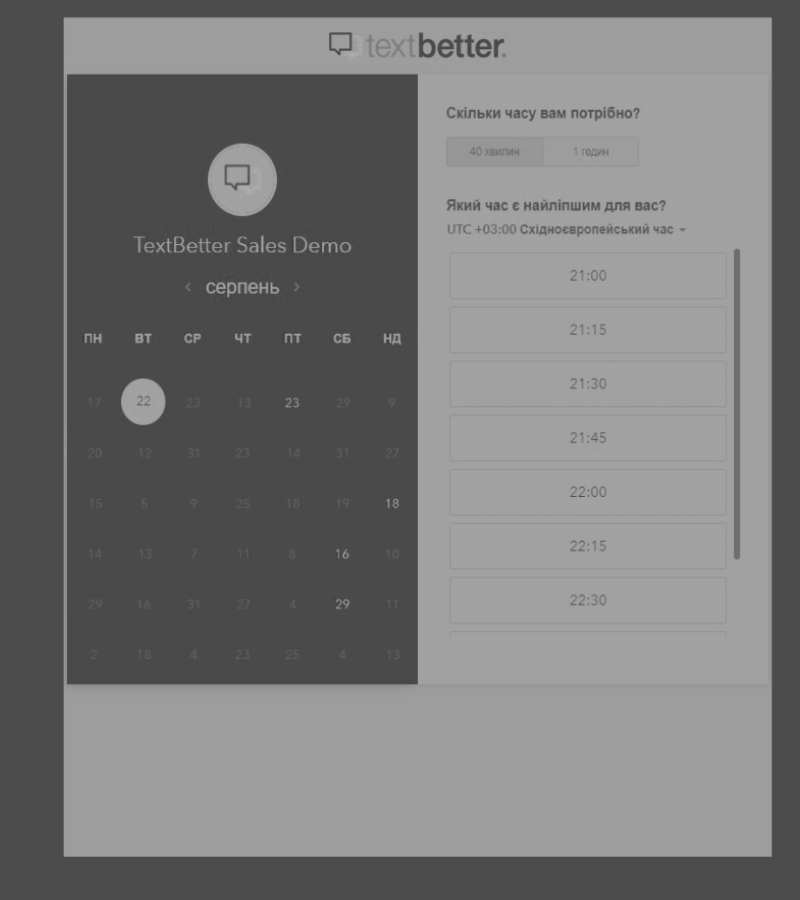 textbetter.
TextBetter Sales Demo
‹ серпень ›
ПН ВТ СР ЧТ ПТ СБ НД
17 22 23 13 23 29 9
20 12 31 23 14 31 27
15 5 9 25 18 19 18
14 13 7 11 8 16 10
29 16 31 27 4 29 11
2 18 4 23 25 4 13
Скільки часу вам потрібно?
40 хвилин 1 годин
Який час є найліпшим для вас?
UTC +03:00 Східноєвропейський час
21:00
21:15
21:30
21:45
22:00
22:15
22:30